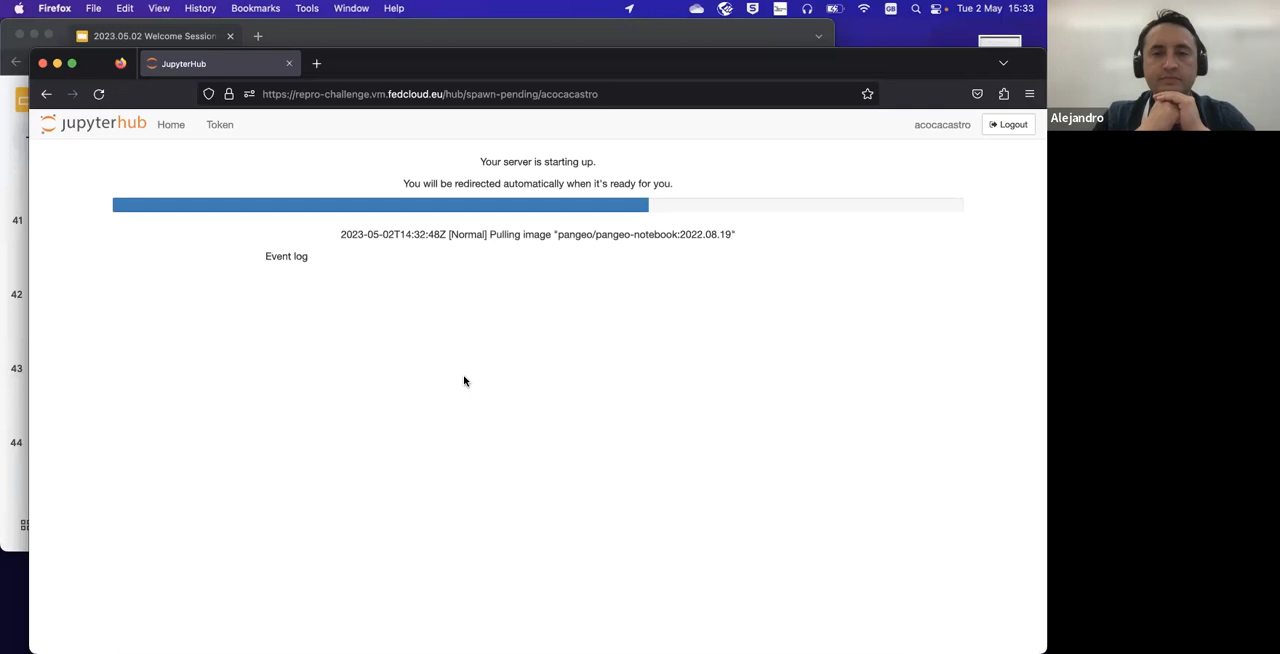 Firefox File Edit View History Bookmarks Tools Window Help Tue 2 May 15:33
2023.05.02 Welcome Session
JupyterHub
https://repro-challenge.vm.fedcloud.eu/hub/spawn-pending/acocacastro
jupyterhub Home Token acocacastro Logout
Alejandro
Your server is starting up.
You will be redirected automatically when it's ready for you.
2023-05-02T14:32:48Z [Normal] Pulling image "pangeo/pangeo-notebook:2022.08.19"
Event log
41
42
43
44